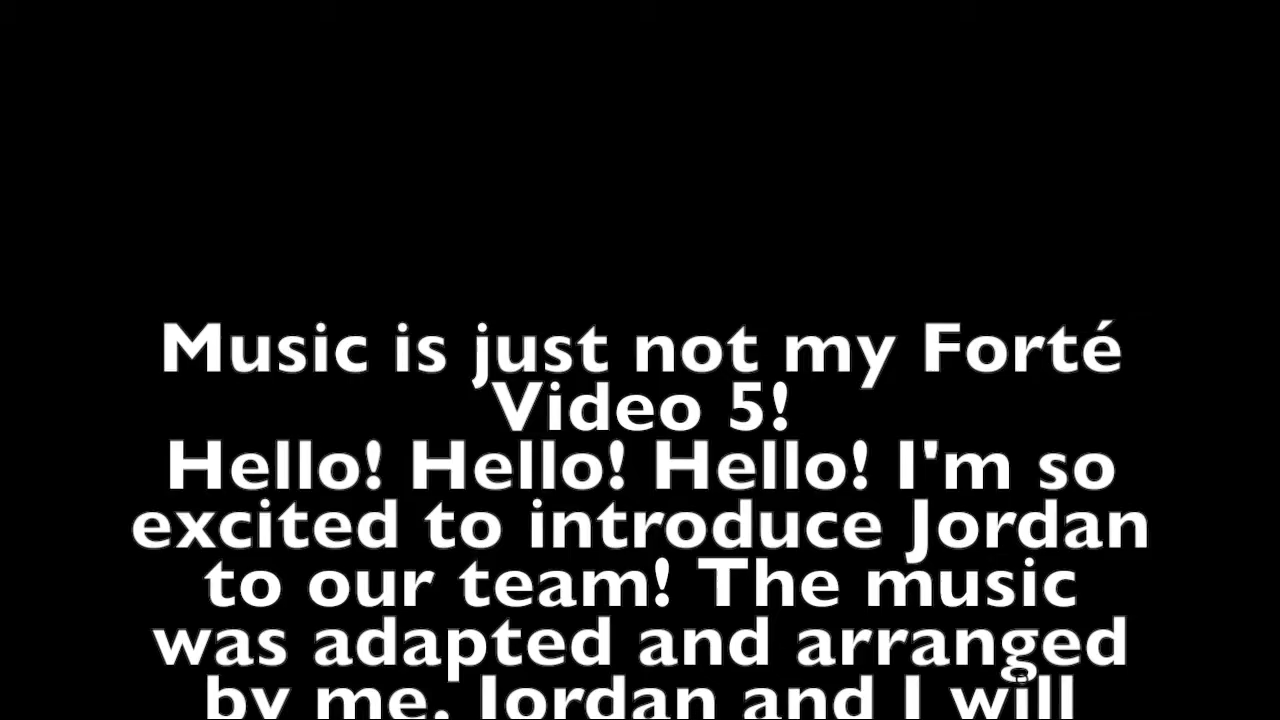 Music is just not my Forté
Video 5!
Hello! Hello! Hello! I'm so
excited to introduce Jordan
to our team! The music
was adapted and arranged
by me. Jordan and I will